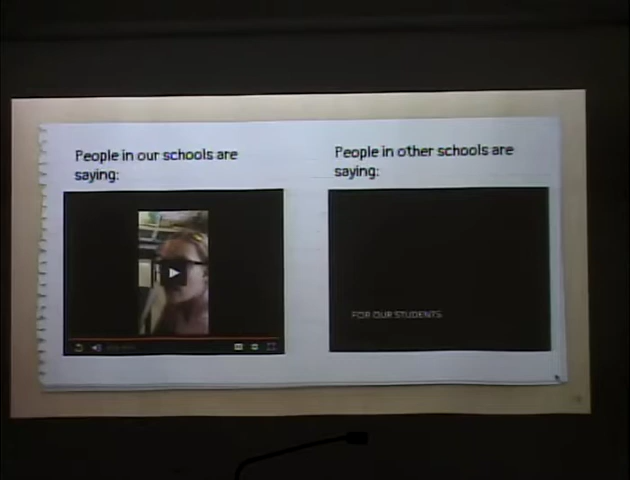 People in our schools are
saying:
People in other schools are
saying:
FOR OUR STUDENTS